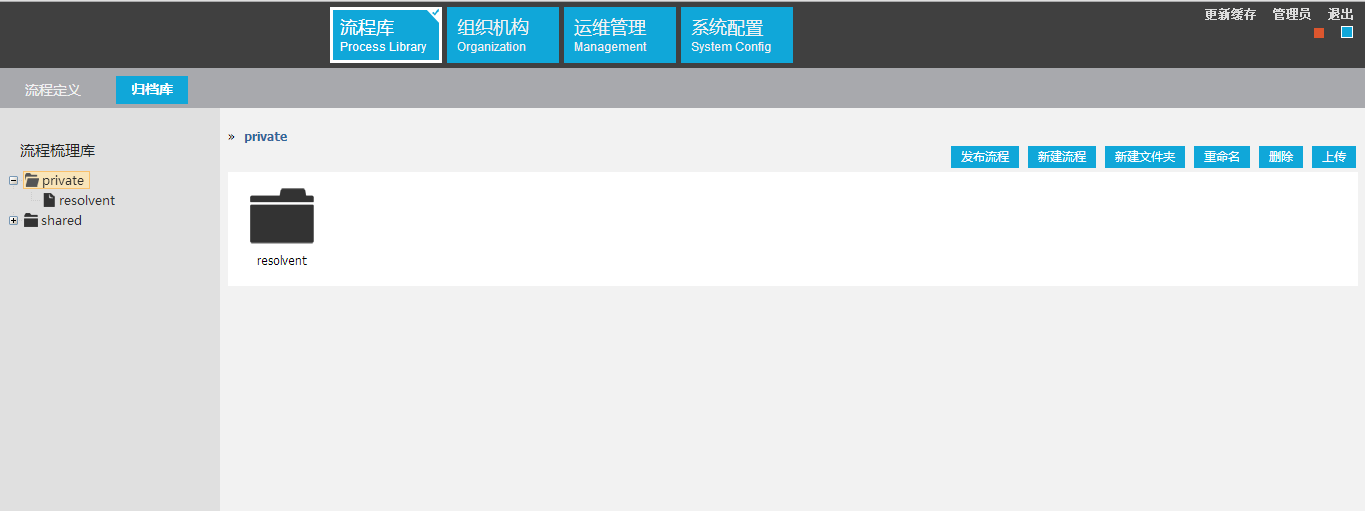 流程库
Process Library
组织机构
Organization
运维管理
Management
系统配置
System Config
更新缓存 管理员 退出
流程定义 归档库
流程梳理库
private
resolvent
shared
» private
发布流程 新建流程 新建文件夹 重命名 删除 上传
resolvent